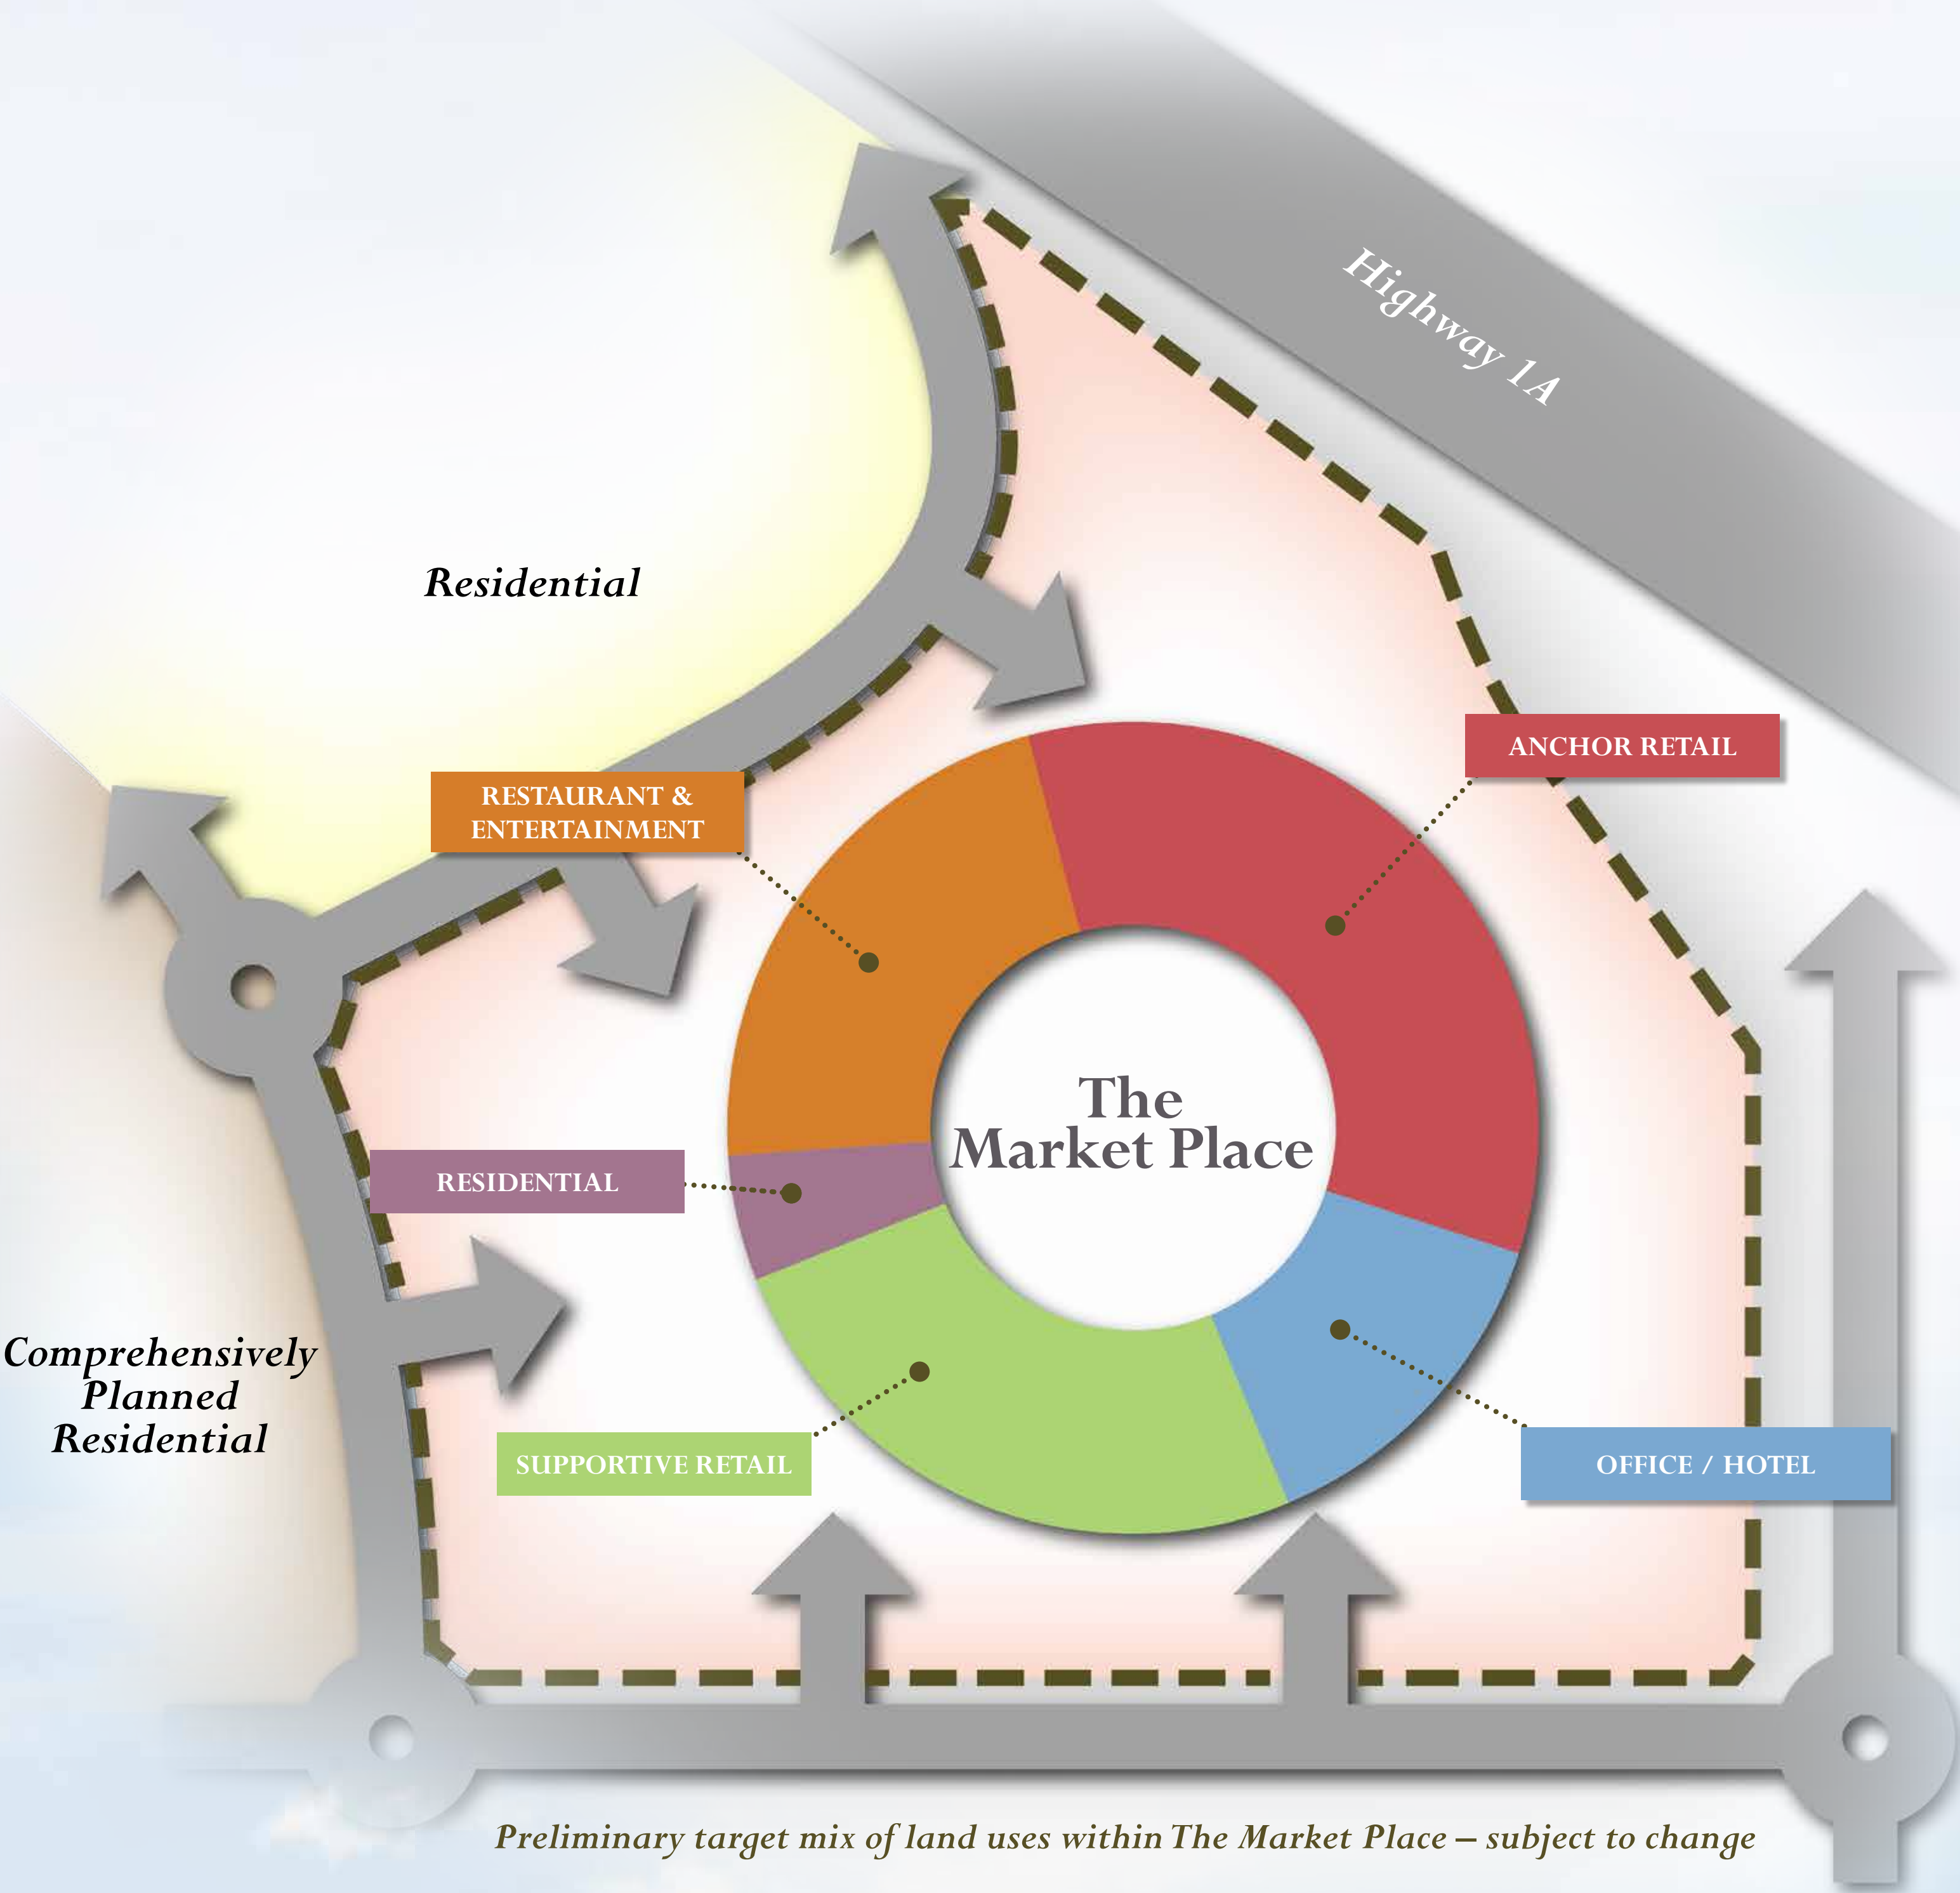 Highway 1A
Residential
ANCHOR RETAIL
RESTAURANT &
ENTERTAINMENT
The
Market Place
RESIDENTIAL
Comprehensively
Planned
Residential
SUPPORTIVE RETAIL
OFFICE / HOTEL
Preliminary target mix of land uses within The Market Place – subject to change